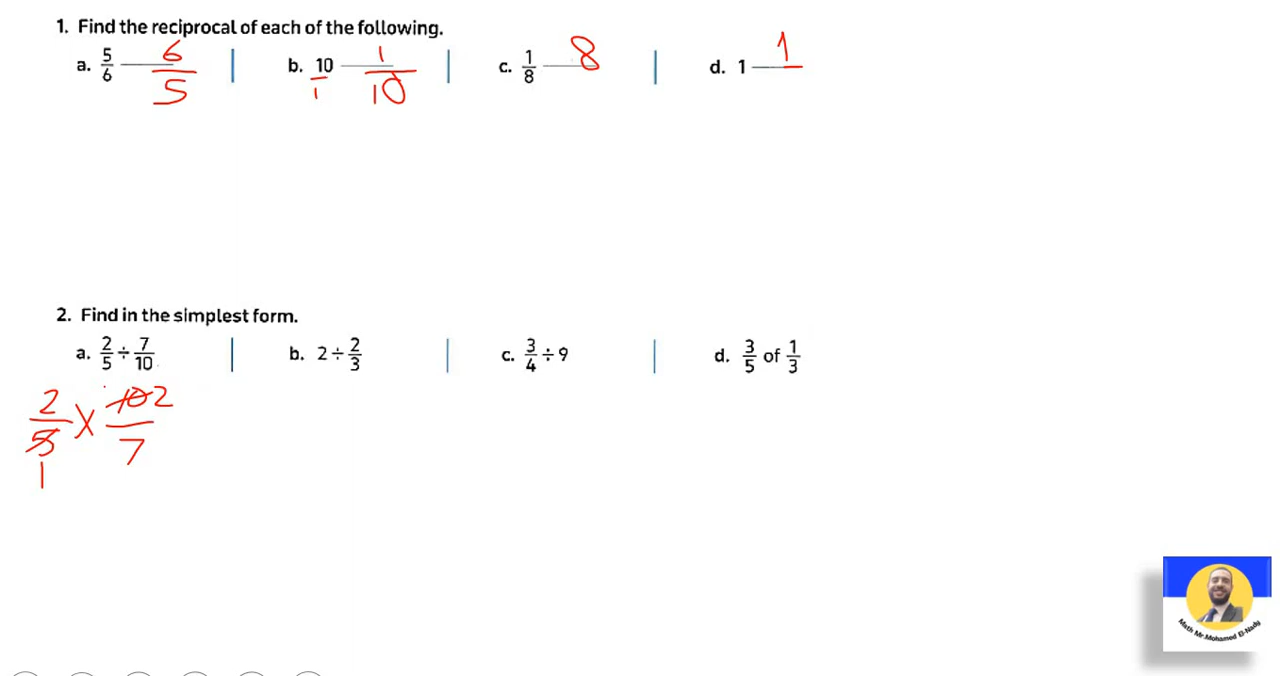 1. Find the reciprocal of each of the following.
a. 5/6 6/5 | b. 10/1 1/10 | c. 1/8 8 | d. 1 1
2. Find in the simplest form.
a. 2/5 ÷ 7/10 | b. 2 ÷ 2/3 | c. 3/4 ÷ 9 | d. 3/5 of 1/3
2/5 × 10/7
2
1
Math Mr.Mohamed El-Nady